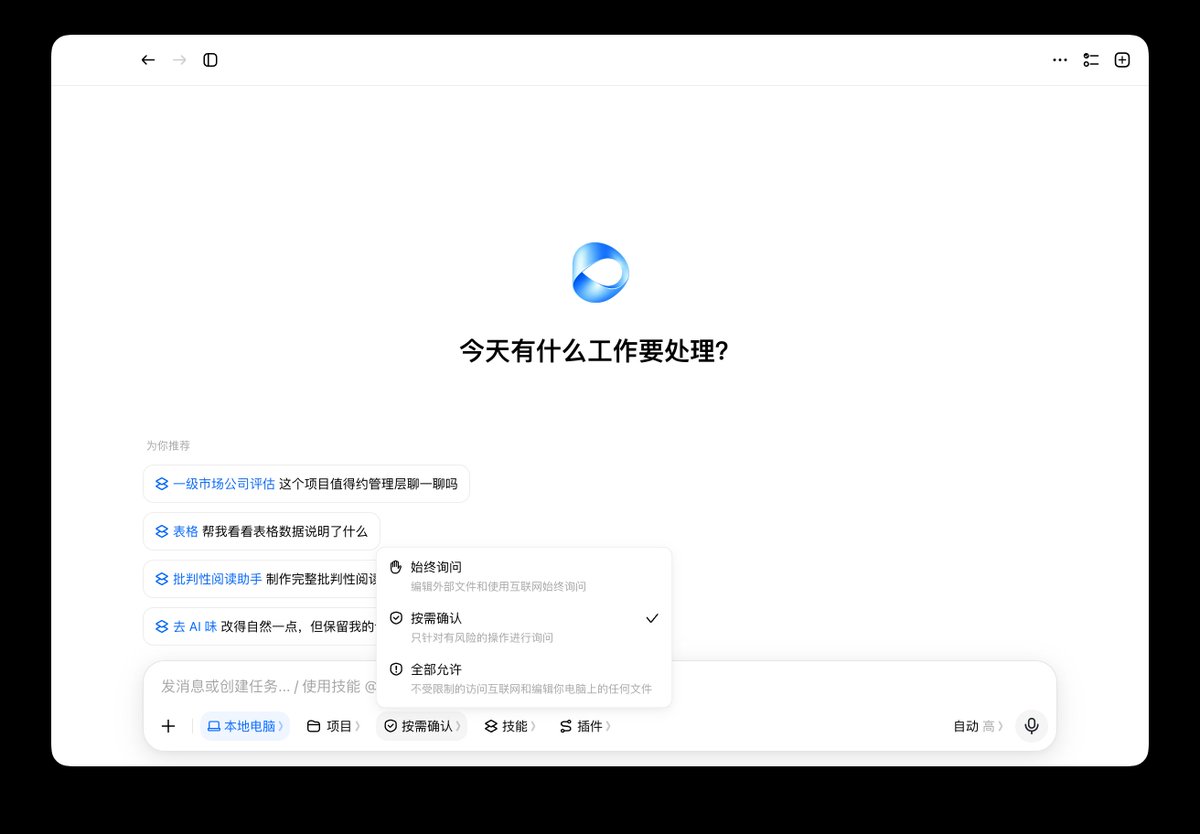 今天有什么工作要处理?
为你推荐
一级市场公司评估 这个项目值得约管理层聊一聊吗
表格 帮我看看表格数据说明了什么
批判性阅读助手 制作完整批判性阅读
去 AI 味 改得自然一点，但保留我的
始终询问
编辑外部文件和使用互联网始终询问
按需确认
只针对有风险的操作进行询问
全部允许
不受限制的访问互联网和编辑你电脑上的任何文件
发消息或创建任务... / 使用技能 @
本地电脑 项目 按需确认 技能 插件 自动 高